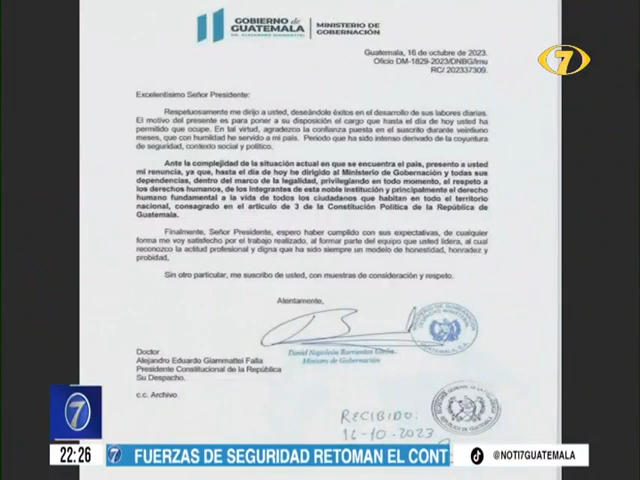 GOBIERNO de
GUATEMALA
DR. ALEJANDRO GIAMMATTEI
MINISTERIO DE
GOBERNACIÓN
Guatemala, 16 de octubre de 2023.
Oficio DM-1829-2023/DNBG/lmu
RC/ 202337309.
7
Excelentísimo Señor Presidente:
Respetuosamente me dirijo a usted, deseándole éxitos en el desarrollo de sus labores diarias.
El motivo del presente es para poner a su disposición el cargo que hasta el día de hoy usted ha
permitido que ocupe. En tal virtud, agradezco la confianza puesta en el suscrito durante veintiuno
meses, que con humildad he servido a mi país. Periodo que ha sido intenso derivado de la coyuntura
de seguridad, contexto social y político.
Ante la complejidad de la situación actual en que se encuentra el país, presento a usted
mi renuncia, ya que, hasta el día de hoy he dirigido al Ministerio de Gobernación y todas sus
dependencias, dentro del marco de la legalidad, privilegiando en todo momento, el respeto a
los derechos humanos, de los integrantes de esta noble institución y principalmente el derecho
humano fundamental a la vida de todos los ciudadanos que habitan en todo el territorio
nacional, consagrado en el artículo de 3 de la Constitución Política de la República de
Guatemala.
Finalmente, Señor Presidente, espero haber cumplido con sus expectativas, de cualquier
forma me voy satisfecho por el trabajo realizado, al formar parte del equipo que usted lidera, al cual
reconozco la actitud profesional y digna que ha sido siempre un modelo de honestidad, honradez y
probidad,
Sin otro particular, me suscribo de usted, con muestras de consideración y respeto.
Atentamente,
David Napoleón Barrientos Girón
Ministro de Gobernación
Doctor
Alejandro Eduardo Giammattei Falla
Presidente Constitucional de la República
Su Despacho.
c.c. Archivo.
RECIBIDO:
16-10-2023
7
22:26
7 FUERZAS DE SEGURIDAD RETOMAN EL CONT
@NOTI7GUATEMALA